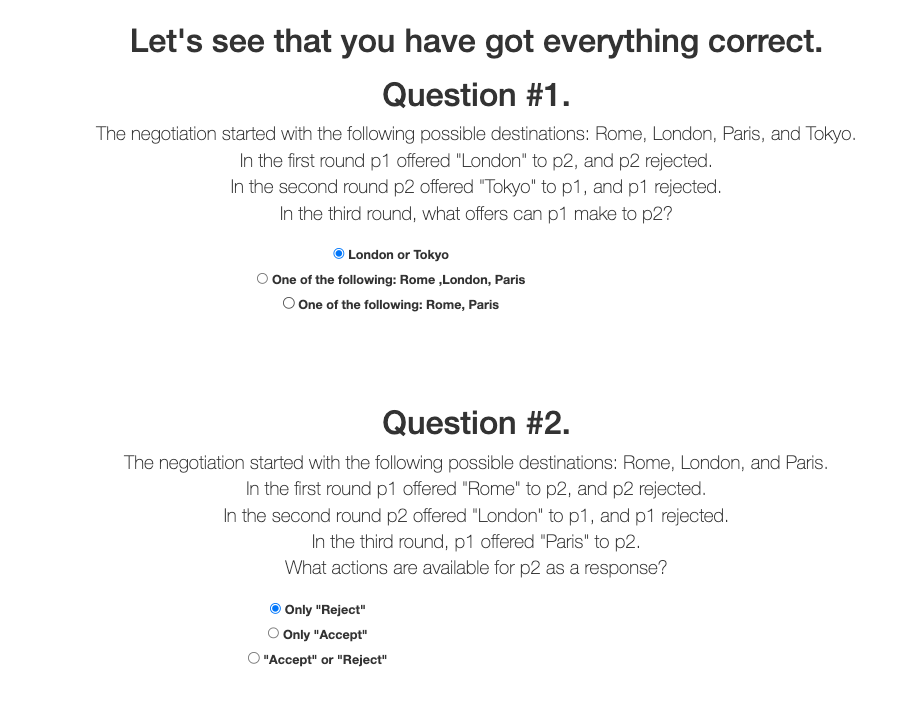 Let's see that you have got everything correct.
Question #1.
The negotiation started with the following possible destinations: Rome, London, Paris, and Tokyo.
In the first round p1 offered "London" to p2, and p2 rejected.
In the second round p2 offered "Tokyo" to p1, and p1 rejected.
In the third round, what offers can p1 make to p2?
London or Tokyo
One of the following: Rome ,London, Paris
One of the following: Rome, Paris
Question #2.
The negotiation started with the following possible destinations: Rome, London, and Paris.
In the first round p1 offered "Rome" to p2, and p2 rejected.
In the second round p2 offered "London" to p1, and p1 rejected.
In the third round, p1 offered "Paris" to p2.
What actions are available for p2 as a response?
Only "Reject"
Only "Accept"
"Accept" or "Reject"